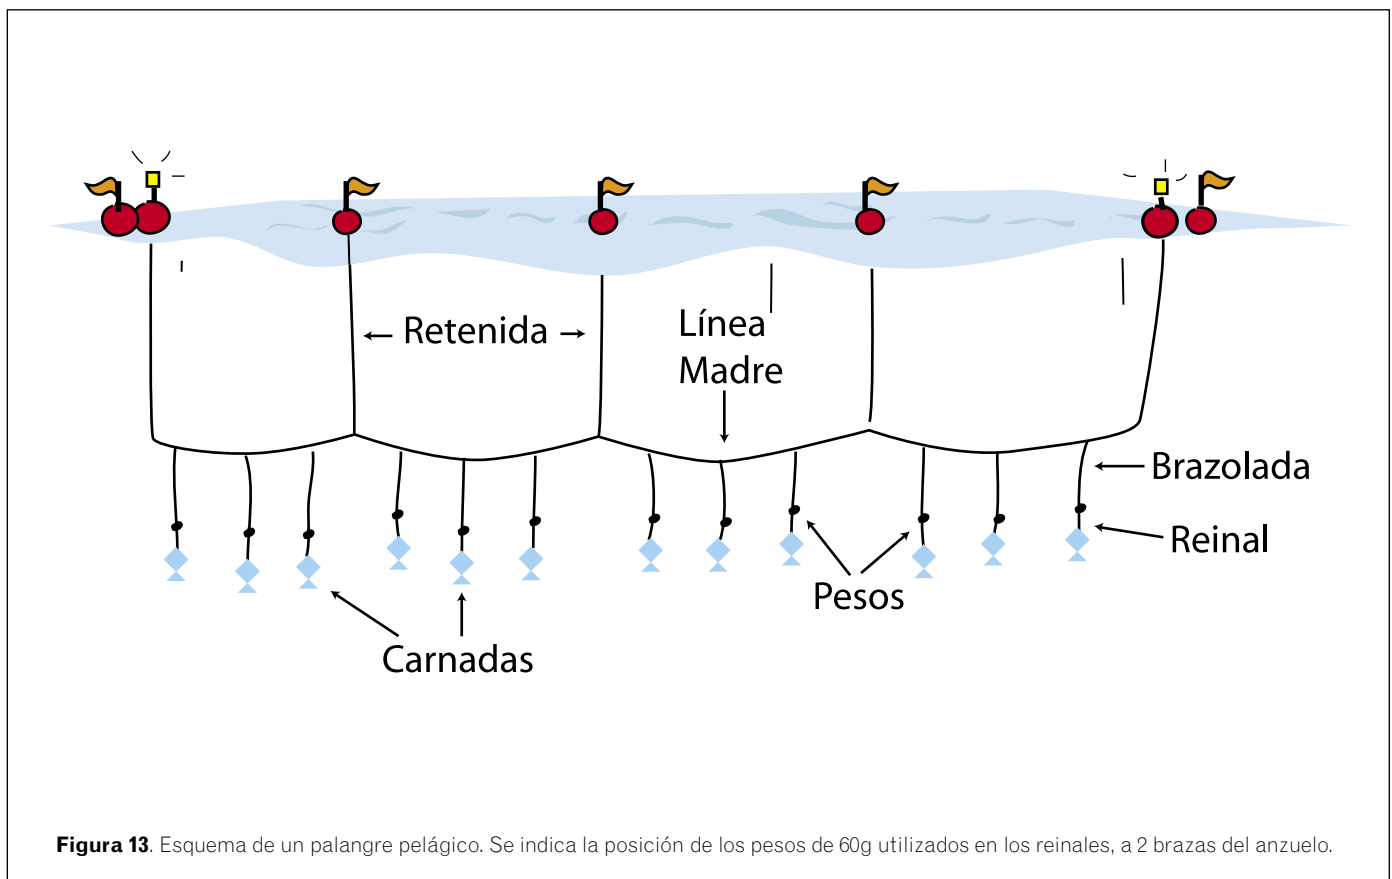 Retenida
Línea
Madre
Brazolada
Reinal
Pesos
Carnadas
Figura 13. Esquema de un palangre pelágico. Se indica la posición de los pesos de 60g utilizados en los reinales, a 2 brazas del anzuelo.